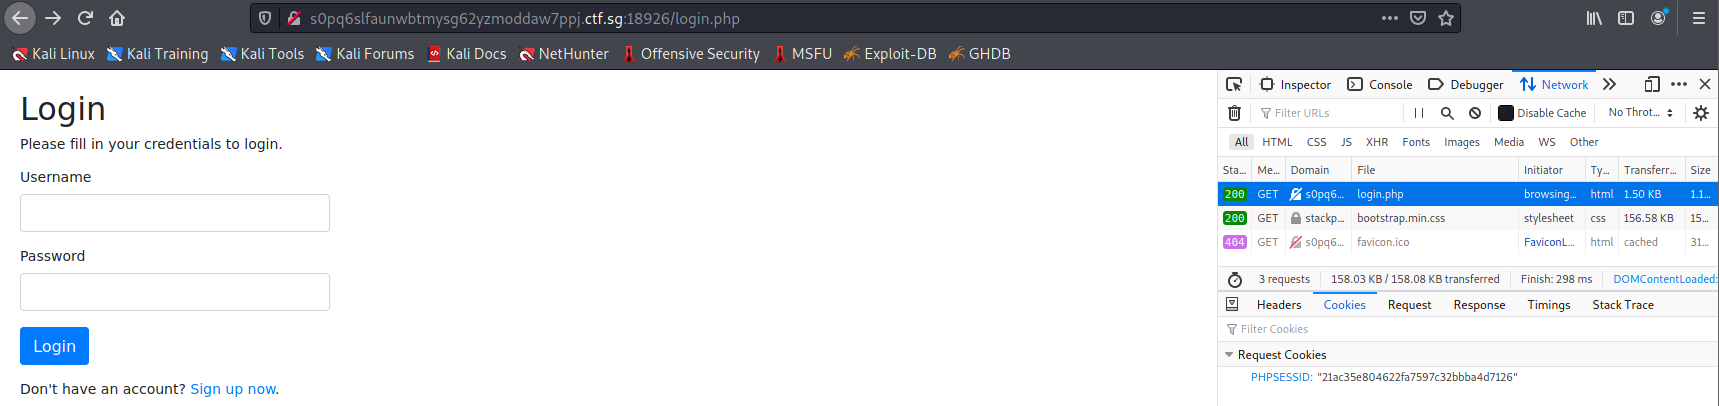 s0pq6slfaunwbtmysg62yzmoddaw7ppj.ctf.sg:18926/login.php
Kali Linux Kali Training Kali Tools Kali Forums Kali Docs NetHunter Offensive Security MSFU Exploit-DB GHDB
Login
Please fill in your credentials to login.
Username
Password
Login
Don't have an account? Sign up now.
Inspector Console Debugger Network
Filter URLs Disable Cache No Throt...
All HTML CSS JS XHR Fonts Images Media WS Other
Sta... Me... Domain File Initiator Ty... Transferr... Size
200 GET s0pq6... login.php browsing... html 1.50 KB 1.1...
200 GET stackp... bootstrap.min.css stylesheet css 156.58 KB 15...
404 GET s0pq6... favicon.ico FaviconL... html cached 31...
3 requests 158.03 KB / 158.08 KB transferred Finish: 298 ms DOMContentLoaded:
Headers Cookies Request Response Timings Stack Trace
Filter Cookies
Request Cookies
PHPSESSID: "21ac35e804622fa7597c32bbba4d7126"